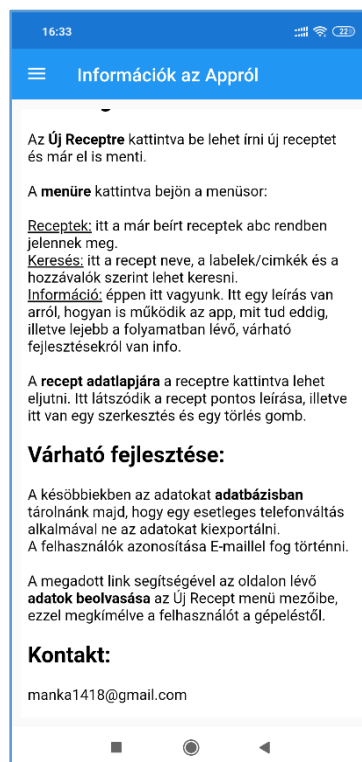 16:33
22
Információk az Appról
Az Új Receptre kattintva be lehet írni új receptet
és már el is menti.
A menüre kattintva bejön a menüsor:
Receptek: itt a már beírt receptek abc rendben
jelennek meg.
Keresés: itt a recept neve, a labelek/cimkék és a
hozzávalók szerint lehet keresni.
Információ: éppen itt vagyunk. Itt egy leírás van
arról, hogyan is működik az app, mit tud eddig,
illetve lejebb a folyamatban lévő, várható
fejlesztésekról van info.
A recept adatlapjára a receptre kattintva lehet
eljutni. Itt látszódik a recept pontos leírása, illetve
itt van egy szerkesztés és egy törlés gomb.
Várható fejlesztése:
A késöbbiekben az adatokat adatbázisban
tárolnánk majd, hogy egy esetleges telefonváltás
alkalmával ne az adatokat kiexportálni.
A felhasználók azonosítása E-maillel fog történni.
A megadott link segítségével az oldalon lévő
adatok beolvasása az Új Recept menü mezőibe,
ezzel megkímélve a felhasználót a gépeléstől.
Kontakt:
manka1418@gmail.com